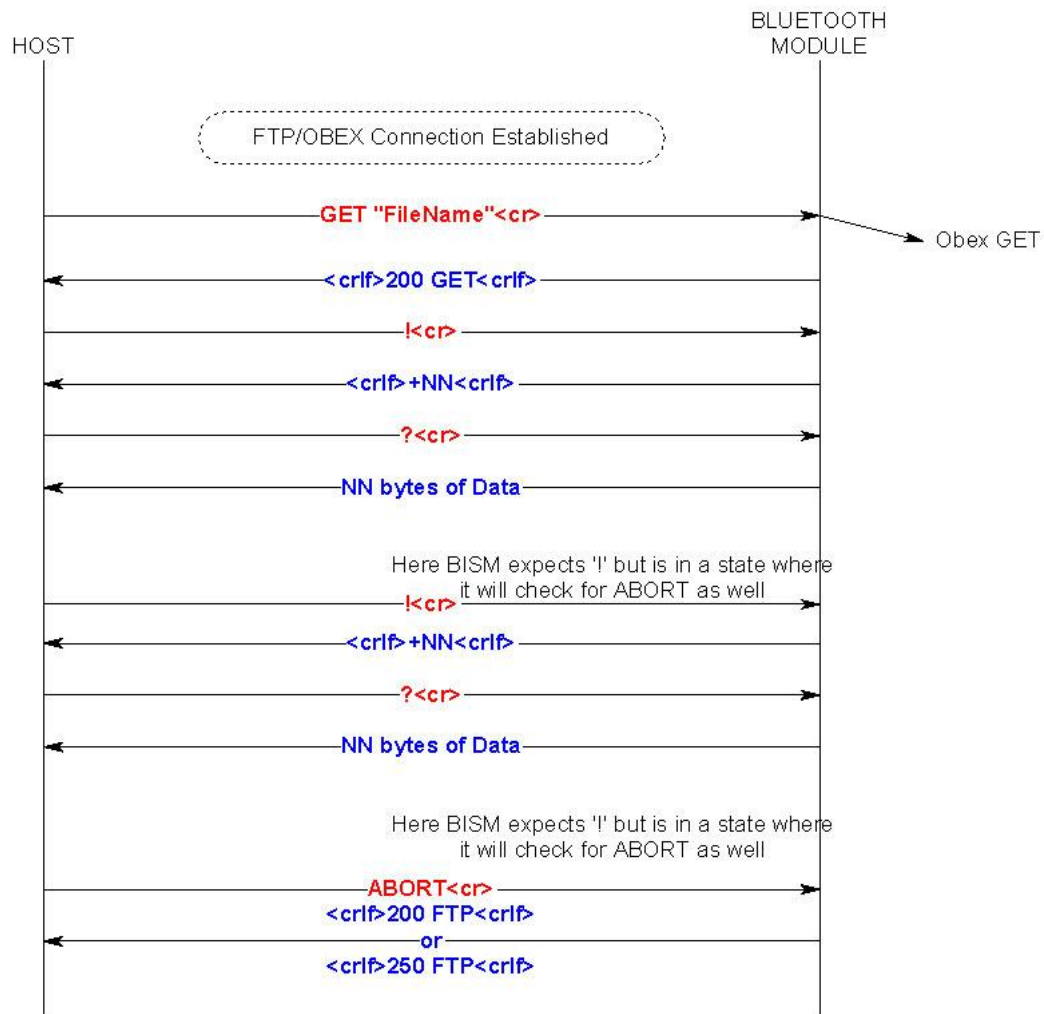 BLUETOOTH
HOST
MODULE
FTP/OBEX Connection Established
GET "FileName"<cr>
Obex GET
<crlf>200 GET<crlf>
!<cr>
<crlf>+NN<crlf>
?<cr>
NN bytes of Data
Here BISM expects '!' but is in a state where
it will check for ABORT as well
!<cr>
<crlf>+NN<crlf>
?<cr>
NN bytes of Data
Here BISM expects '!' but is in a state where
it will check for ABORT as well
ABORT<cr>
<crlf>200 FTP<crlf>
or
<crlf>250 FTP<crlf>